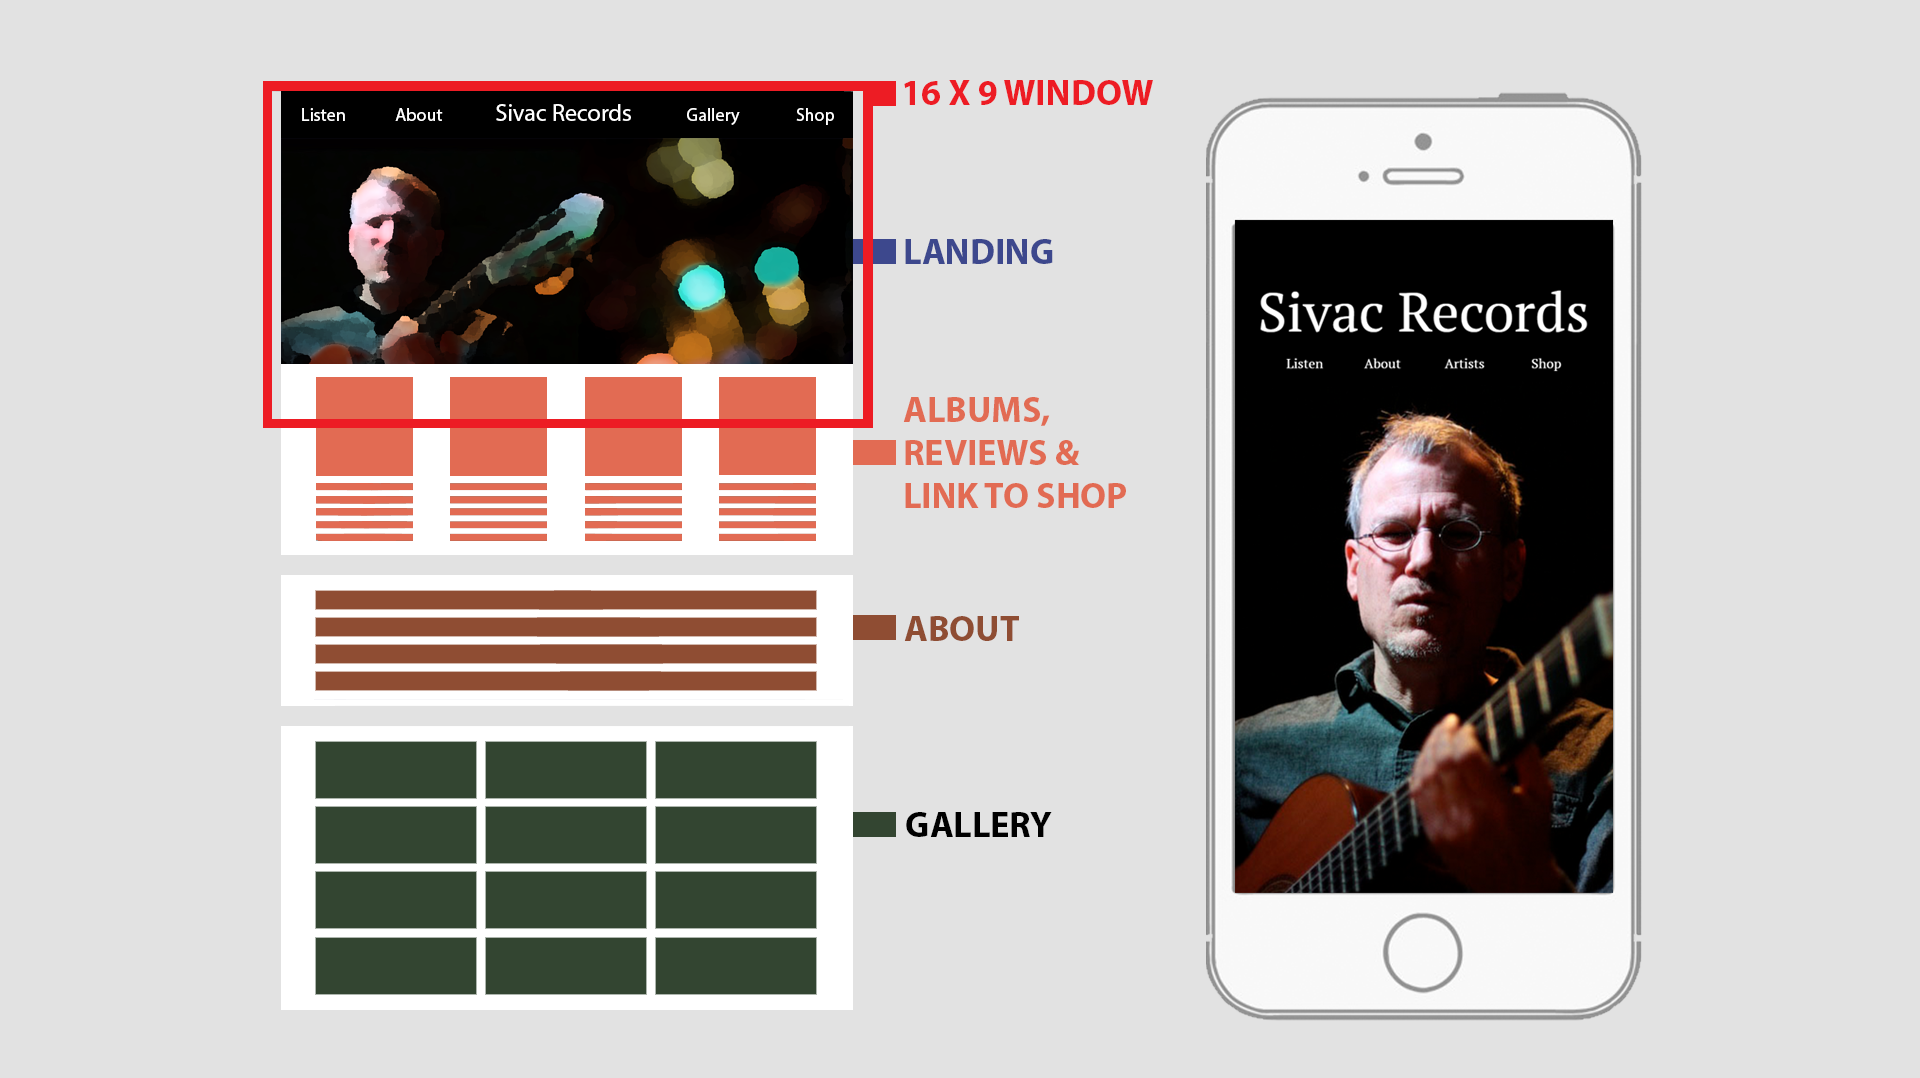 16 X 9 WINDOW
Listen About Sivac Records Gallery Shop
LANDING
ALBUMS,
REVIEWS &
LINK TO SHOP
ABOUT
GALLERY
Sivac Records
Listen About Artists Shop